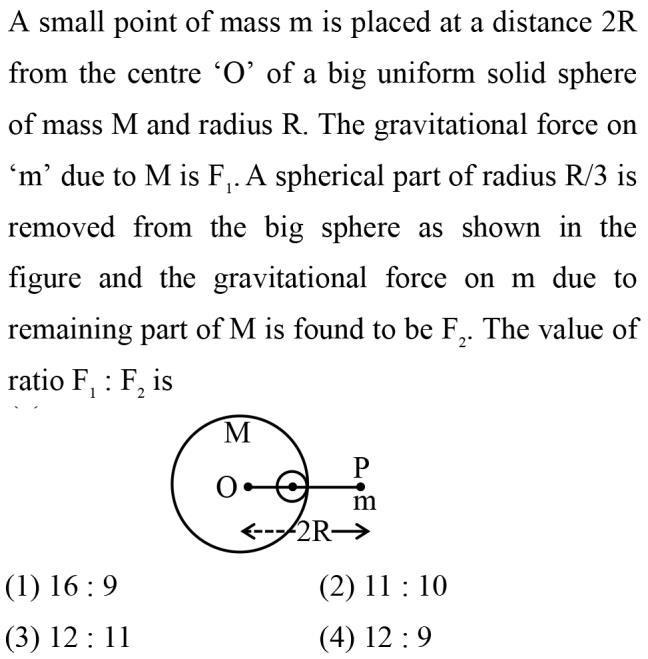 A small point of mass m is placed at a distance 2R
from the centre ‘O’ of a big uniform solid sphere
of mass M and radius R. The gravitational force on
‘m’ due to M is F₁. A spherical part of radius R/3 is
removed from the big sphere as shown in the
figure and the gravitational force on m due to
remaining part of M is found to be F₂. The value of
ratio F₁ : F₂ is
M
P
O
m
2R
(1) 16 : 9 (2) 11 : 10
(3) 12 : 11 (4) 12 : 9